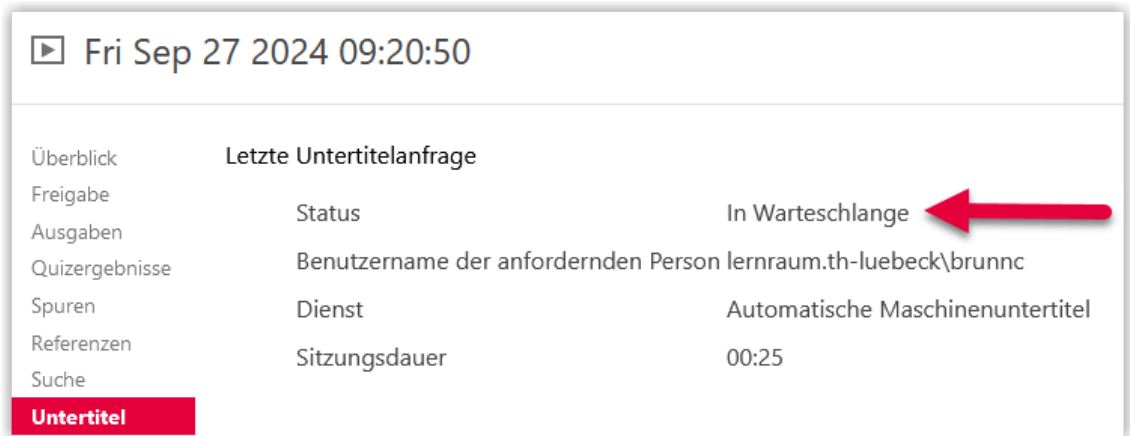 Fri Sep 27 2024 09:20:50
Überblick
Freigabe
Ausgaben
Quizergebnisse
Spuren
Referenzen
Suche
Untertitel
Letzte Untertitelanfrage
Status In Warteschlange
Benutzername der anfordernden Person lernraum.th-luebeck\brunnc
Dienst Automatische Maschinenuntertitel
Sitzungsdauer 00:25